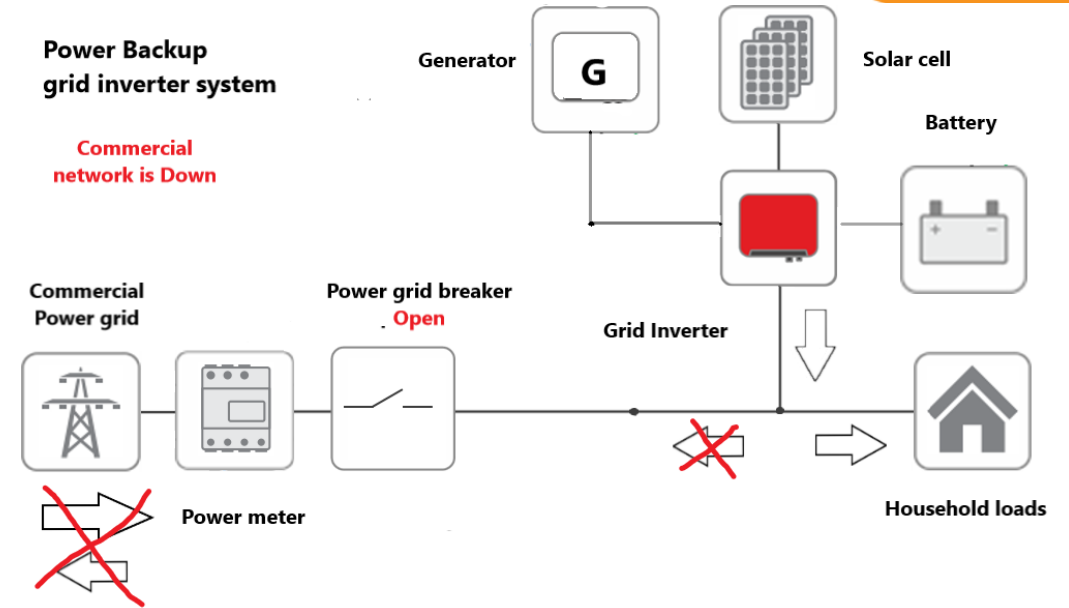 Power Backup
grid inverter system
Commercial
network is Down
Generator
G
Solar cell
Battery
Commercial
Power grid
Power grid breaker
Open
Grid Inverter
Power meter
Household loads
+ −